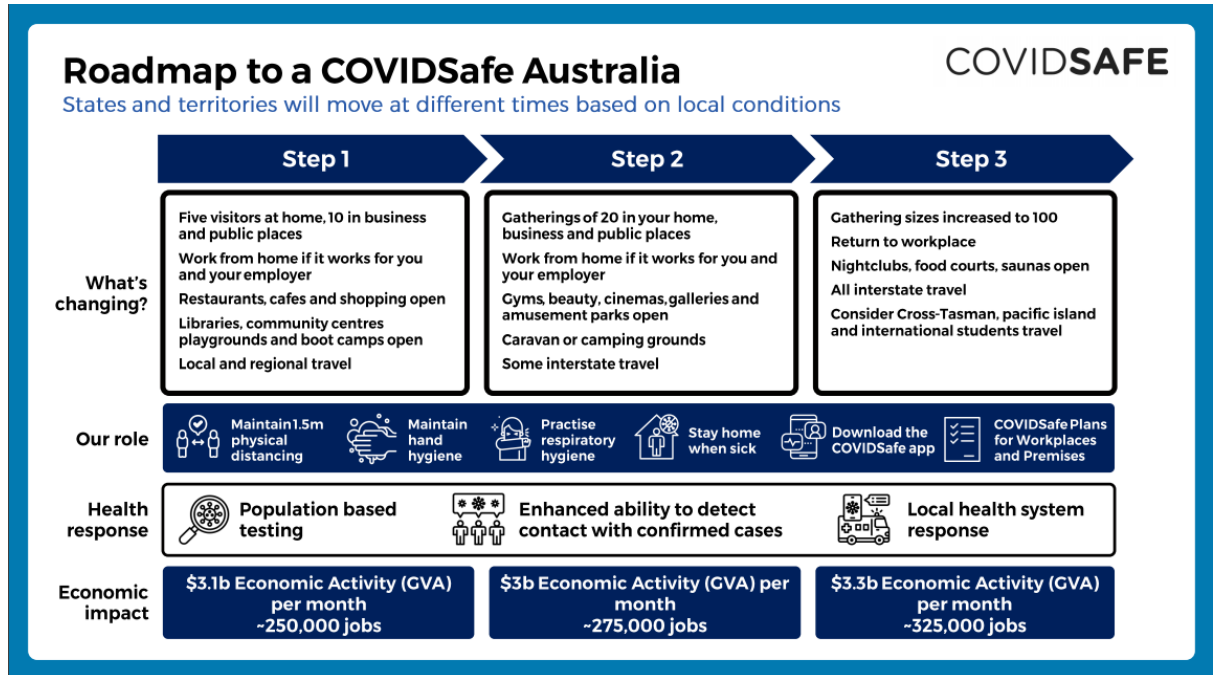 Roadmap to a COVIDSafe Australia
COVIDSAFE
States and territories will move at different times based on local conditions
Step 1
Step 2
Step 3
What's
changing?
Five visitors at home, 10 in business
and public places
Work from home if it works for you
and your employer
Restaurants, cafes and shopping open
Libraries, community centres
playgrounds and boot camps open
Local and regional travel
Gatherings of 20 in your home,
business and public places
Work from home if it works for you and
your employer
Gyms, beauty, cinemas,galleries and
amusement parks open
Caravan or camping grounds
Some interstate travel
Gathering sizes increased to 100
Return to workplace
Nightclubs, food courts, saunas open
All interstate travel
Consider Cross-Tasman, pacific island
and international students travel
Our role
Maintain 1.5m
physical
distancing
Maintain
hand
hygiene
Practise
respiratory
hygiene
Stay home
when sick
Download the
COVIDSafe app
COVIDSafe Plans
for Workplaces
and Premises
Health
response
Population based
testing
Enhanced ability to detect
contact with confirmed cases
Local health system
response
Economic
impact
$3.1b Economic Activity (GVA)
per month
~250,000 jobs
$3b Economic Activity (GVA) per
month
~275,000 jobs
$3.3b Economic Activity (GVA)
per month
~325,000 jobs